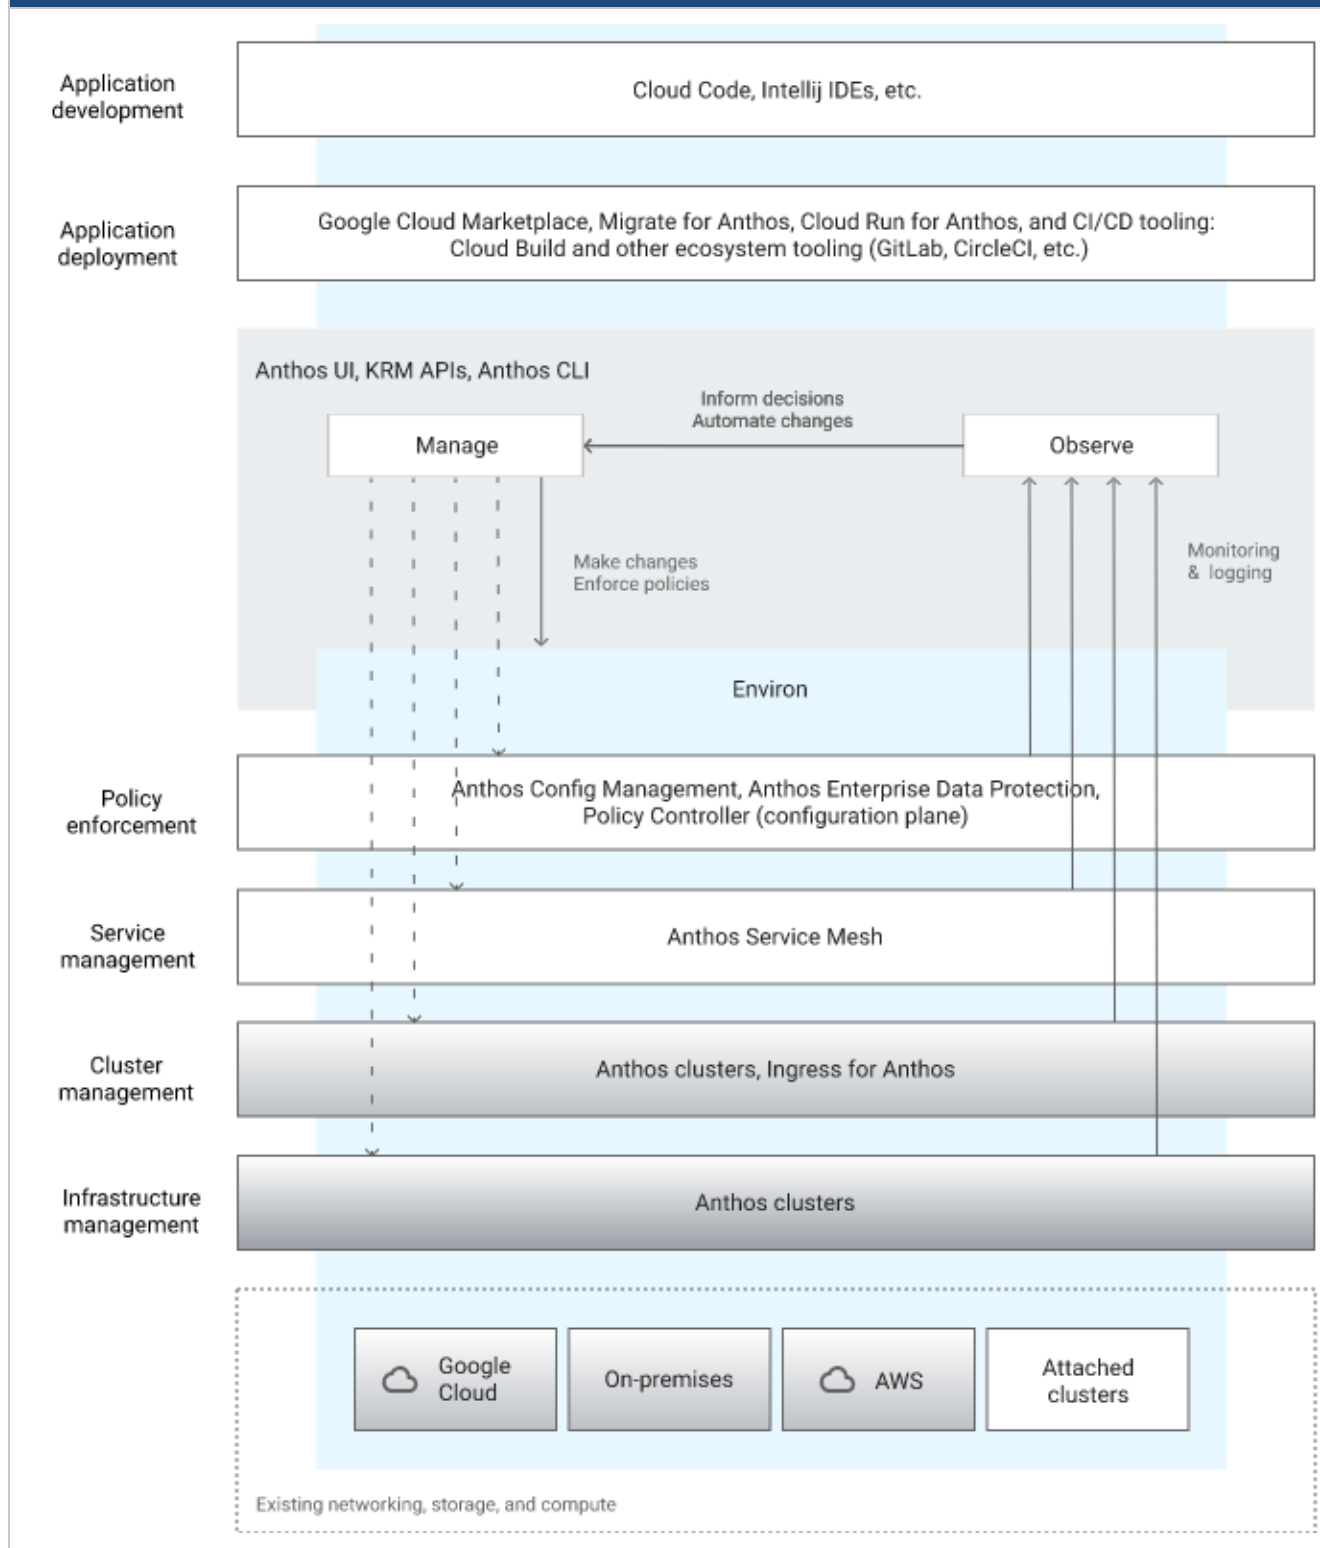 Application
development
Cloud Code, Intellij IDEs, etc.
Application
deployment
Google Cloud Marketplace, Migrate for Anthos, Cloud Run for Anthos, and CI/CD tooling:
Cloud Build and other ecosystem tooling (GitLab, CircleCI, etc.)
Anthos UI, KRM APIs, Anthos CLI
Inform decisions
Automate changes
Manage
Observe
Make changes
Enforce policies
Monitoring
& logging
Environ
Policy
enforcement
Anthos Config Management, Anthos Enterprise Data Protection,
Policy Controller (configuration plane)
Service
management
Anthos Service Mesh
Cluster
management
Anthos clusters, Ingress for Anthos
Infrastructure
management
Anthos clusters
Google
Cloud
On-premises
AWS
Attached
clusters
Existing networking, storage, and compute